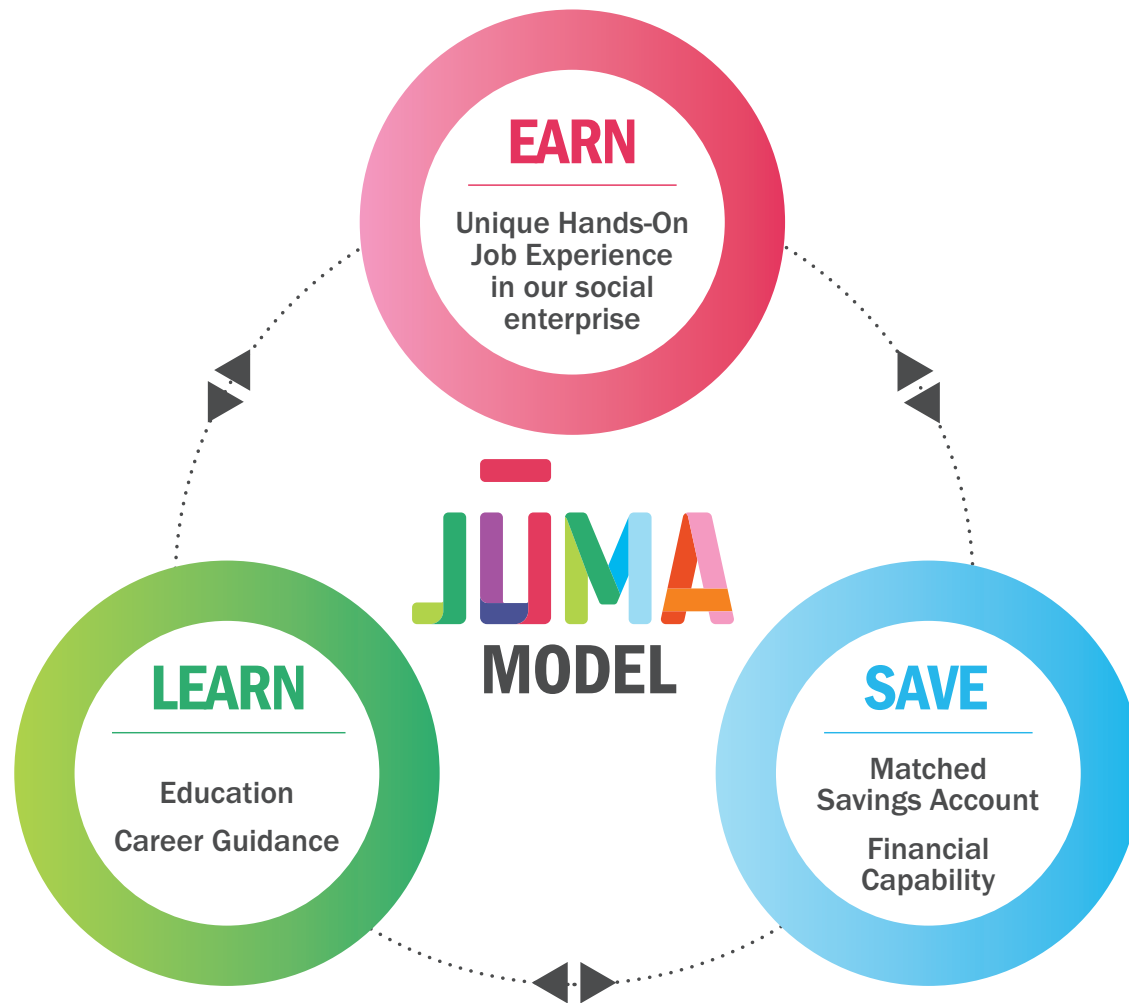 EARN
Unique Hands-On
Job Experience
in our social
enterprise
JŪMA
MODEL
LEARN
Education
Career Guidance
SAVE
Matched
Savings Account
Financial
Capability